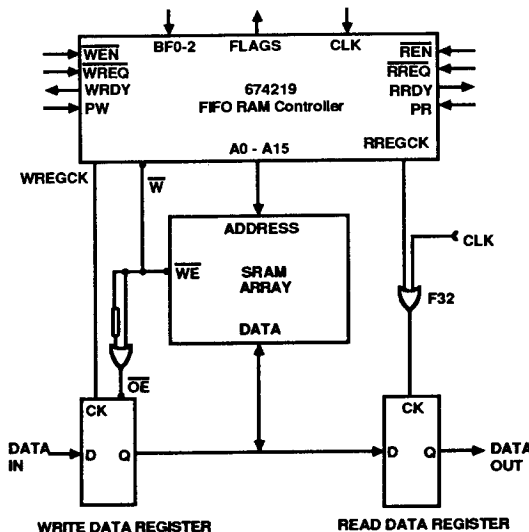 BF0-2 FLAGS CLK
WEN REN
WREQ RREQ
WRDY 674219 RRDY
PW FIFO RAM Controller PR
A0 - A15 RREGCK
WREGCK
W
ADDRESS
CLK
WE SRAM
ARRAY
F32
DATA
OE
CK CK
DATA IN D Q D Q DATA OUT
WRITE DATA REGISTER READ DATA REGISTER